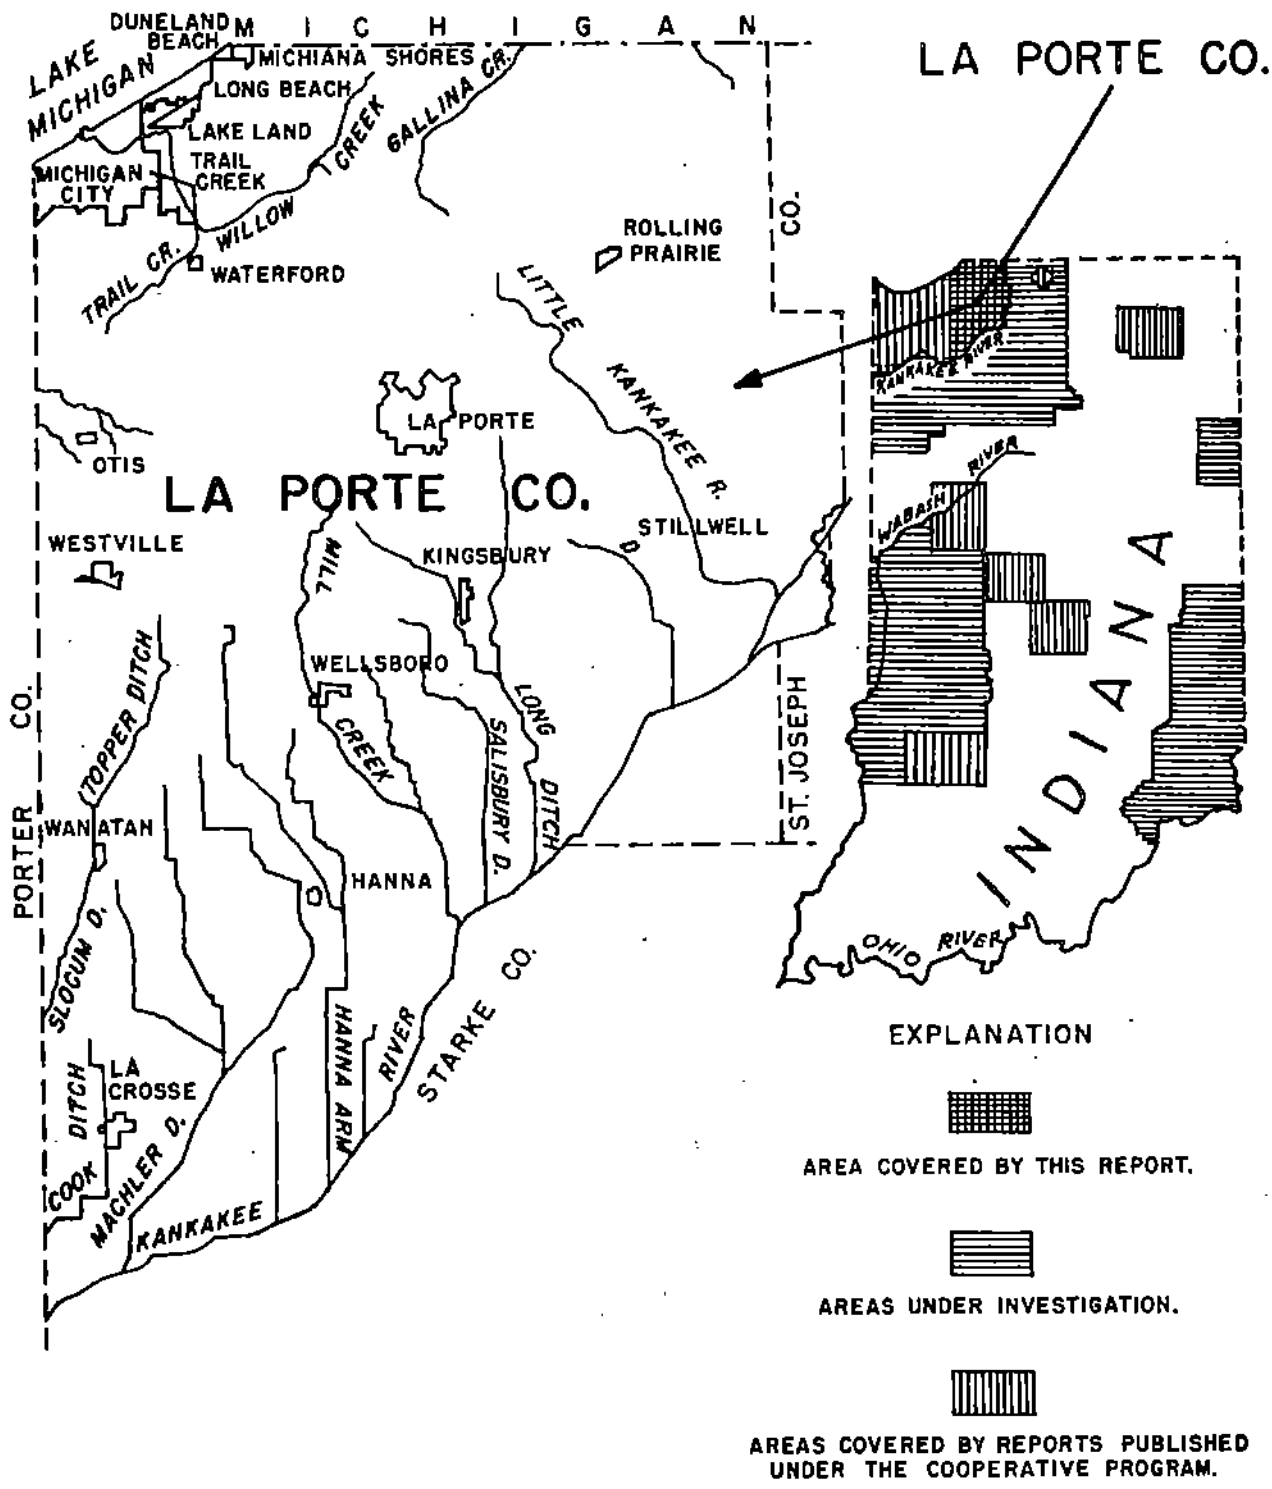 DUNELAND
BEACH
MICHIGAN
LA PORTE CO.
LAKE
MICHIGAN
MICHIANA SHORES
LONG BEACH
GALLINA CR.
CREEK
LAKE LAND
TRAIL
CREEK
MICHIGAN
CITY
WILLOW
CO.
ROLLING
PRAIRIE
TRAIL CR.
WATERFORD
LITTLE
KANKAKEE R.
KANKAKEE RIVER
LA PORTE
OTIS
LA PORTE CO.
WABASH RIVER
STILLWELL
D
WESTVILLE
KINGSBURY
MILL
CREEK
WELLSBORO
(TOPPER DITCH
LONG
DITCH
SALISBURY D.
ST. JOSEPH
INDIANA
PORTER CO.
WANATAH
HANNA
SLOCUM D.
OHIO RIVER
STARKE CO.
HANNA ARM
RIVER
LA
CROSSE
COOK
DITCH
MACHLER D.
KANKAKEE
EXPLANATION
AREA COVERED BY THIS REPORT.
AREAS UNDER INVESTIGATION.
AREAS COVERED BY REPORTS PUBLISHED
UNDER THE COOPERATIVE PROGRAM.